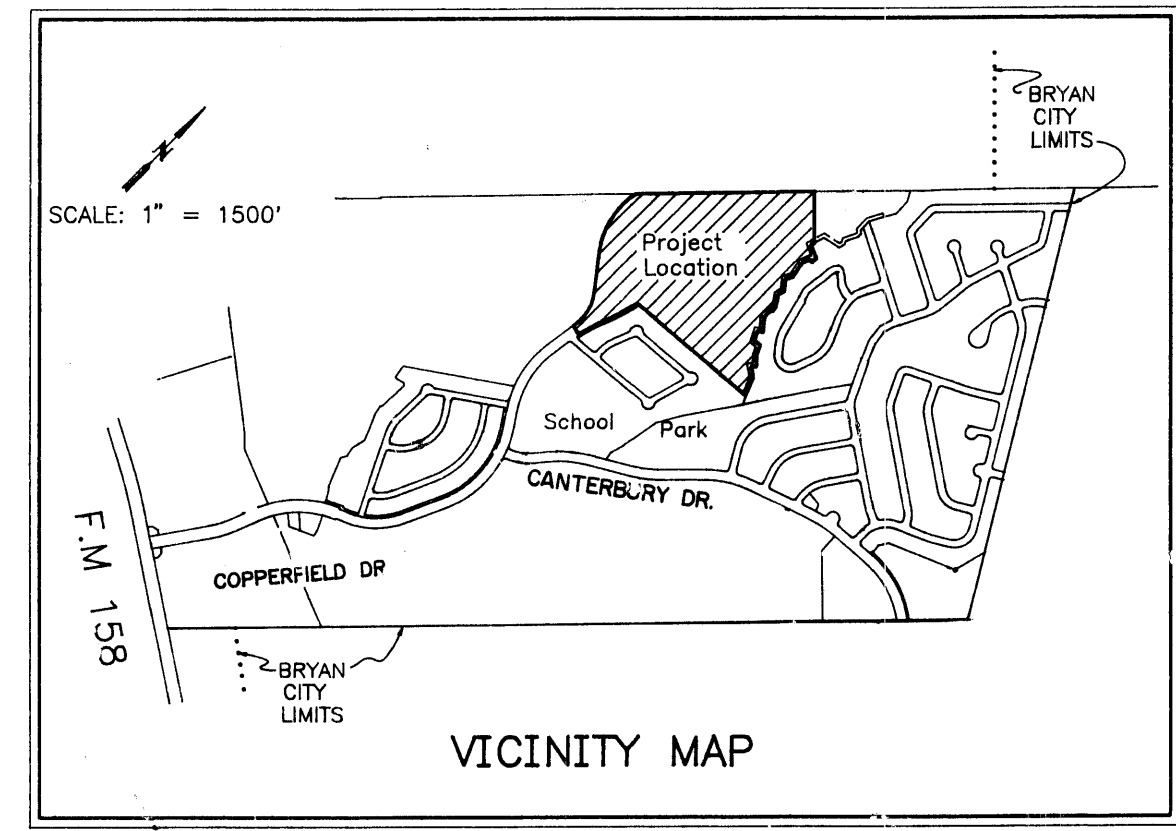 BRYAN
CITY
LIMITS
N
SCALE: 1" = 1500'
Project
Location
School
Park
CANTERBURY DR.
F.M 158
COPPERFIELD DR
BRYAN
CITY
LIMITS
VICINITY MAP